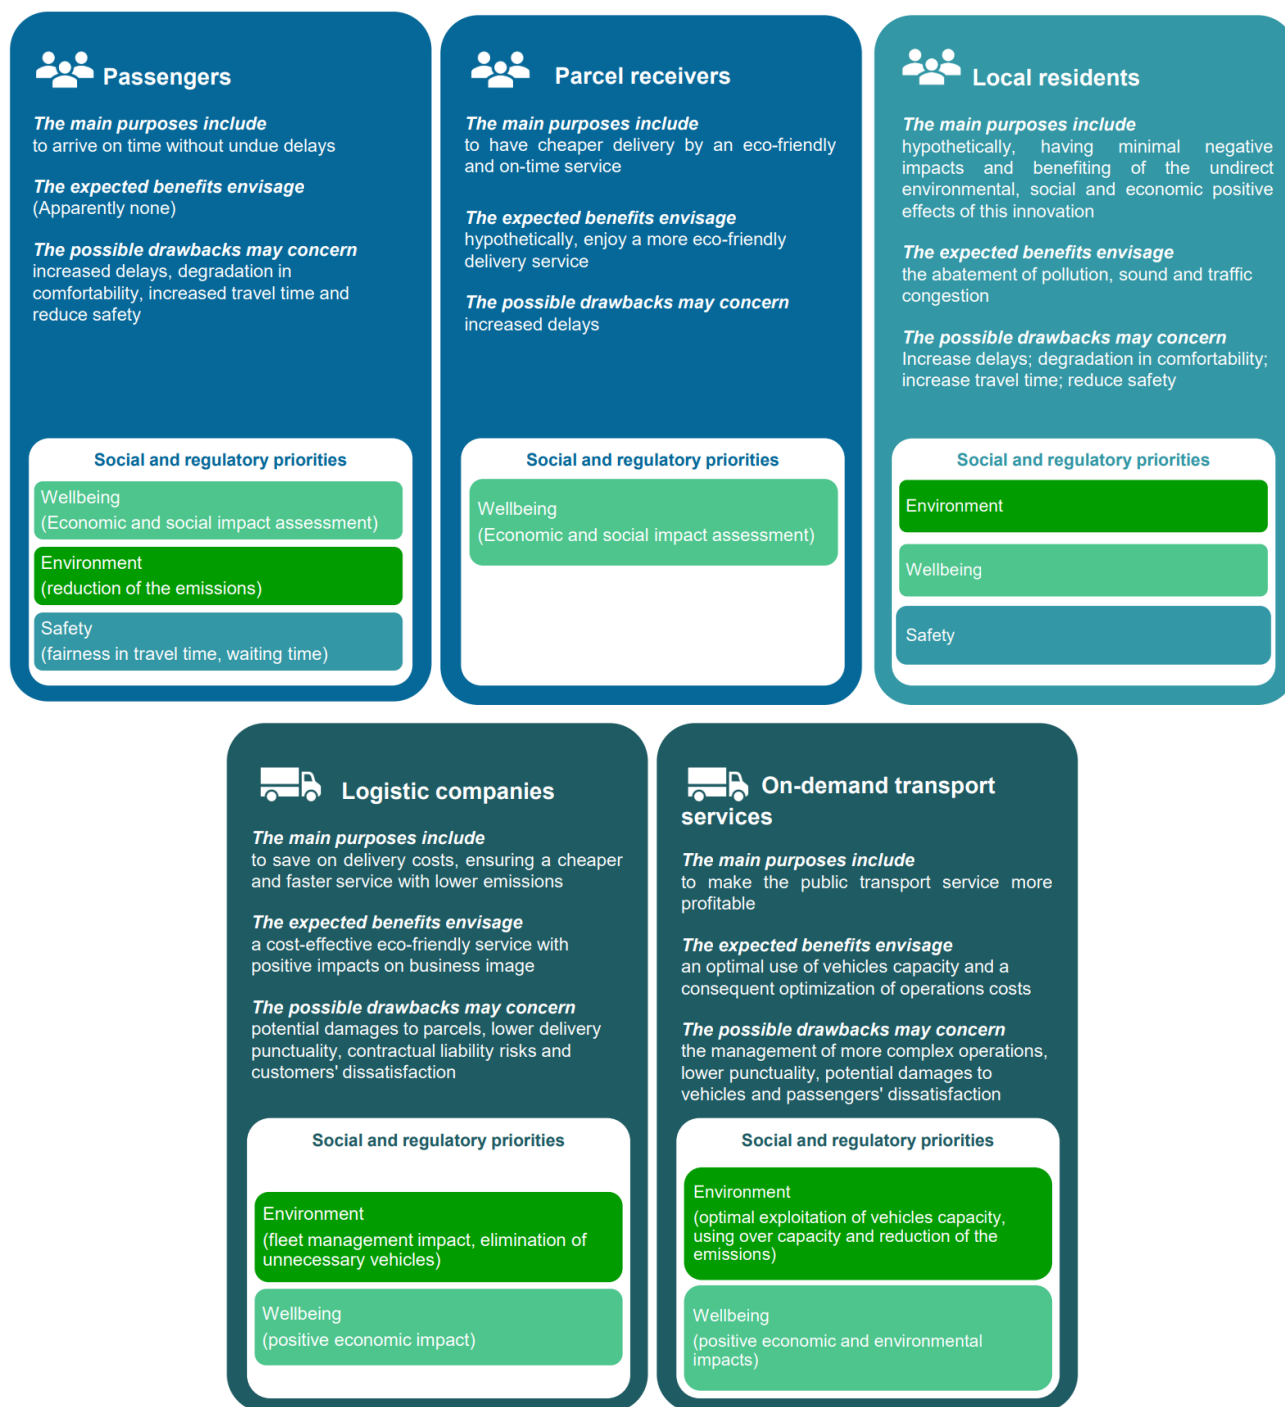 Passengers
The main purposes include
to arrive on time without undue delays
The expected benefits envisage
(Apparently none)
The possible drawbacks may concern
increased delays, degradation in
comfortability, increased travel time and
reduce safety
Social and regulatory priorities
Wellbeing
(Economic and social impact assessment)
Environment
(reduction of the emissions)
Safety
(fairness in travel time, waiting time)
Parcel receivers
The main purposes include
to have cheaper delivery by an eco-friendly
and on-time service
The expected benefits envisage
hypothetically, enjoy a more eco-friendly
delivery service
The possible drawbacks may concern
increased delays
Social and regulatory priorities
Wellbeing
(Economic and social impact assessment)
Local residents
The main purposes include
hypothetically, having minimal negative
impacts and benefiting of the undirect
environmental, social and economic positive
effects of this innovation
The expected benefits envisage
the abatement of pollution, sound and traffic
congestion
The possible drawbacks may concern
Increase delays; degradation in comfortability;
increase travel time; reduce safety
Social and regulatory priorities
Environment
Wellbeing
Safety
Logistic companies
The main purposes include
to save on delivery costs, ensuring a cheaper
and faster service with lower emissions
The expected benefits envisage
a cost-effective eco-friendly service with
positive impacts on business image
The possible drawbacks may concern
potential damages to parcels, lower delivery
punctuality, contractual liability risks and
customers' dissatisfaction
Social and regulatory priorities
Environment
(fleet management impact, elimination of
unnecessary vehicles)
Wellbeing
(positive economic impact)
On-demand transport
services
The main purposes include
to make the public transport service more
profitable
The expected benefits envisage
an optimal use of vehicles capacity and a
consequent optimization of operations costs
The possible drawbacks may concern
the management of more complex operations,
lower punctuality, potential damages to
vehicles and passengers' dissatisfaction
Social and regulatory priorities
Environment
(optimal exploitation of vehicles capacity,
using over capacity and reduction of the
emissions)
Wellbeing
(positive economic and environmental
impacts)